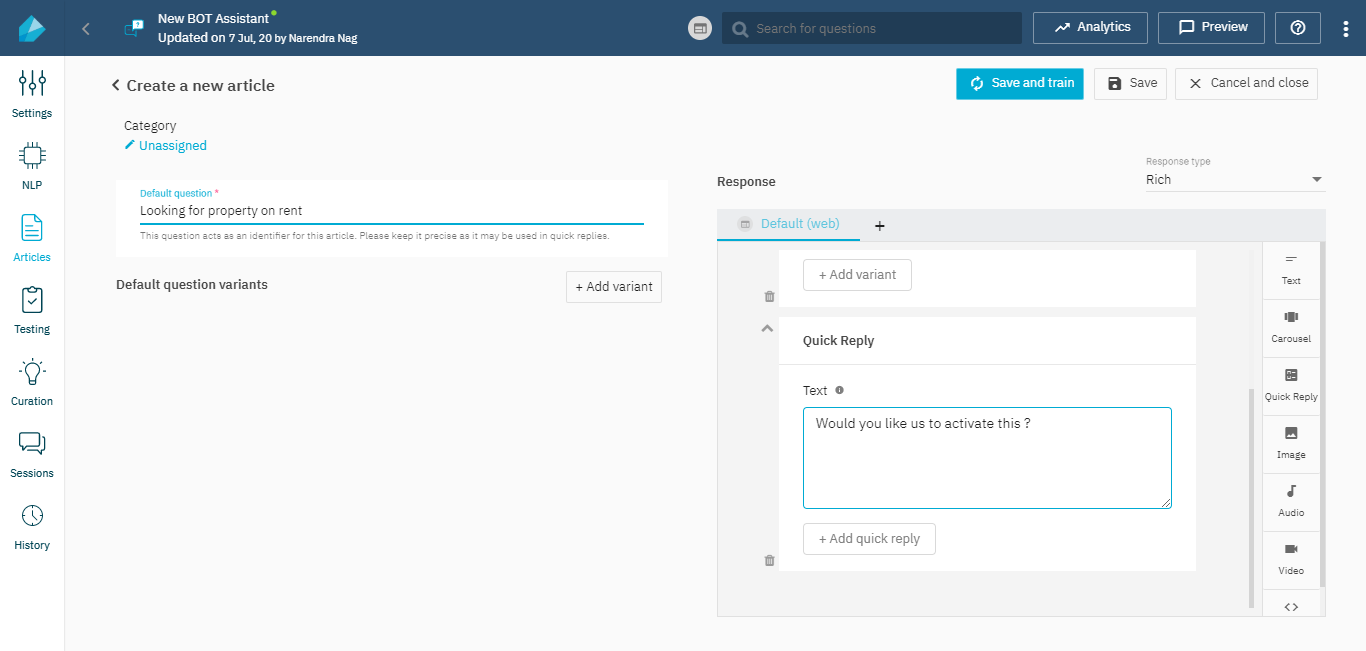 New BOT Assistant
Updated on 7 Jul, 20 by Narendra Nag
Search for questions
Analytics
Preview
Settings
NLP
Articles
Testing
Curation
Sessions
History
Create a new article
Save and train
Save
Cancel and close
Category
Unassigned
Default question *
Looking for property on rent
This question acts as an identifier for this article. Please keep it precise as it may be used in quick replies.
Default question variants
+ Add variant
Response
Response type
Rich
Default (web)
+
+ Add variant
Quick Reply
Text
Would you like us to activate this ?
+ Add quick reply
Text
Carousel
Quick Reply
Image
Audio
Video